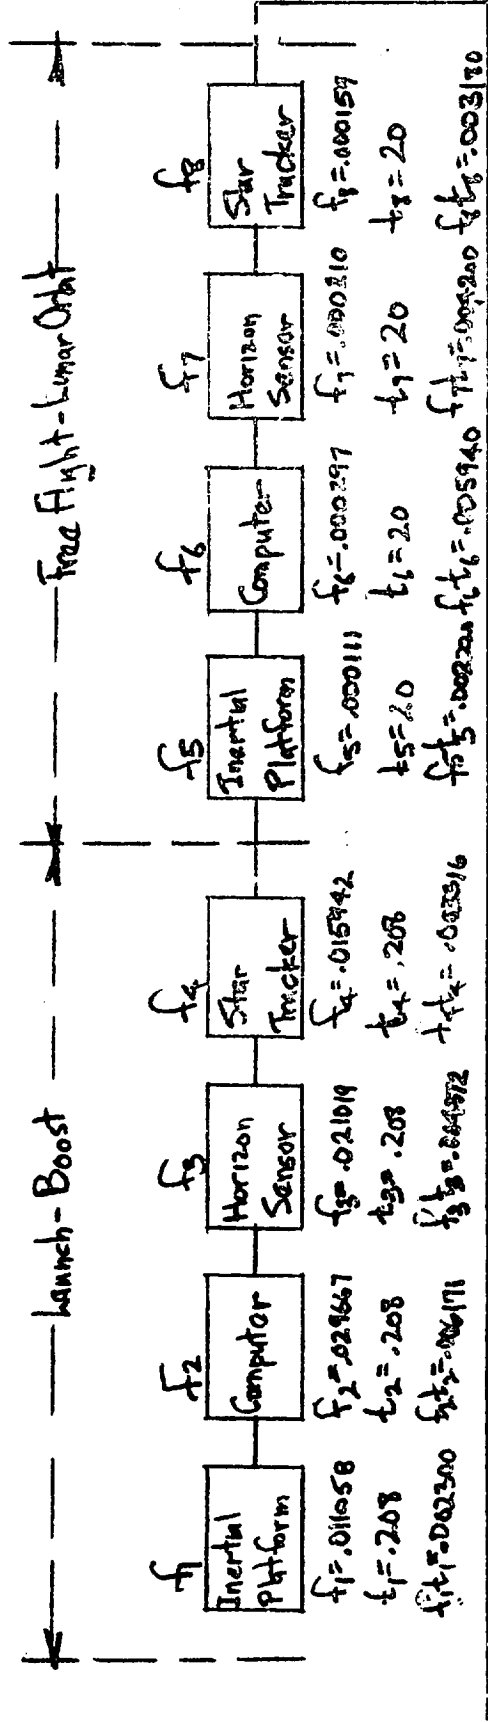 Launch-Boost
Free Flight-Lunar Orbit
f1
Inertial
Platform
f1=.011058
t1=.208
f1t1=.002300
f2
Computer
f2=.029667
t2=.208
f2t2=.006171
f3
Horizon
Sensor
f3=.021019
t3=.208
f4
Star
Tracker
f4=.015942
t4=.208
f4t4=.003316
f5
Inertial
Platform
f5=.000111
t5=20
f5t5=.002220
f6
Computer
f6=.000297
t6=20
f6t6=.005940
f7
Horizon
Sensor
f7=.000210
t7=20
f7t7=.004200
f8
Star
Tracker
f8=.000159
t8=20
f8t8=.003180